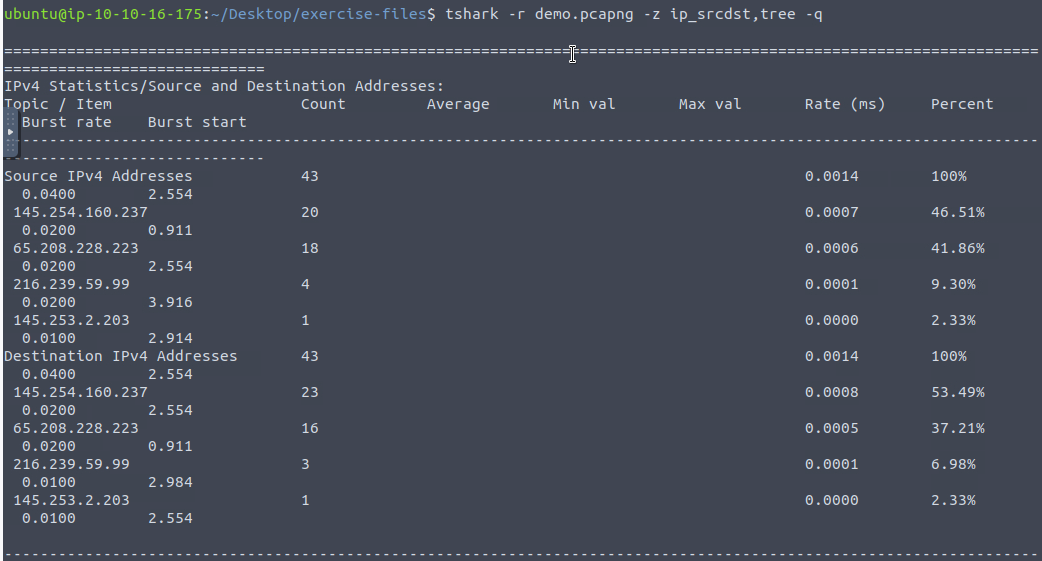 ubuntu@ip-10-10-16-175:~/Desktop/exercise-files$ tshark -r demo.pcapng -z ip_srcdst,tree -q
===================================================================================================================
=============================
IPv4 Statistics/Source and Destination Addresses:
Topic / Item                     Count         Average       Min val       Max val       Rate (ms)     Percent
  Burst rate    Burst start
-------------------------------------------------------------------------------------------------------------------
-----------------------------
Source IPv4 Addresses            43                                                      0.0014        100%
  0.0400        2.554
 145.254.160.237                 20                                                      0.0007        46.51%
  0.0200        0.911
 65.208.228.223                  18                                                      0.0006        41.86%
  0.0200        2.554
 216.239.59.99                   4                                                       0.0001        9.30%
  0.0200        3.916
 145.253.2.203                   1                                                       0.0000        2.33%
  0.0100        2.914
Destination IPv4 Addresses       43                                                      0.0014        100%
  0.0400        2.554
 145.254.160.237                 23                                                      0.0008        53.49%
  0.0200        2.554
 65.208.228.223                  16                                                      0.0005        37.21%
  0.0200        0.911
 216.239.59.99                   3                                                       0.0001        6.98%
  0.0100        2.984
 145.253.2.203                   1                                                       0.0000        2.33%
  0.0100        2.554
-------------------------------------------------------------------------------------------------------------------